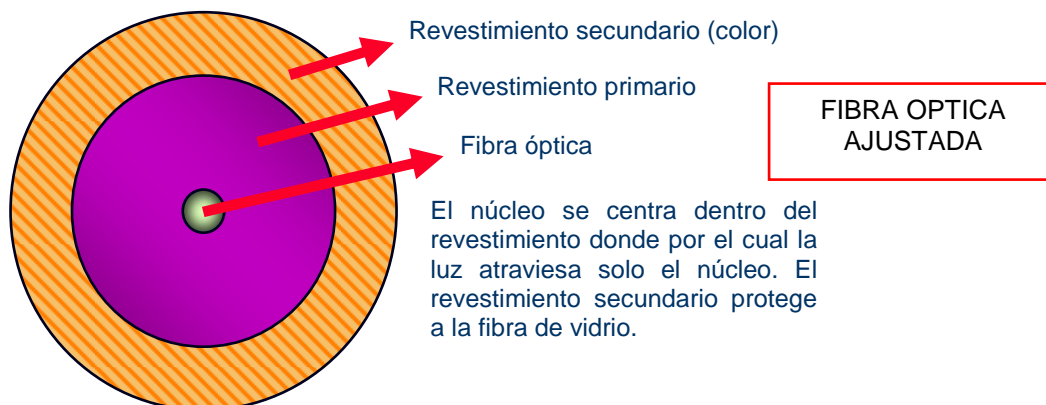 Revestimiento secundario (color)
Revestimiento primario
Fibra óptica
FIBRA OPTICA
AJUSTADA
El núcleo se centra dentro del
revestimiento donde por el cual la
luz atraviesa solo el núcleo. El
revestimiento secundario protege
a la fibra de vidrio.